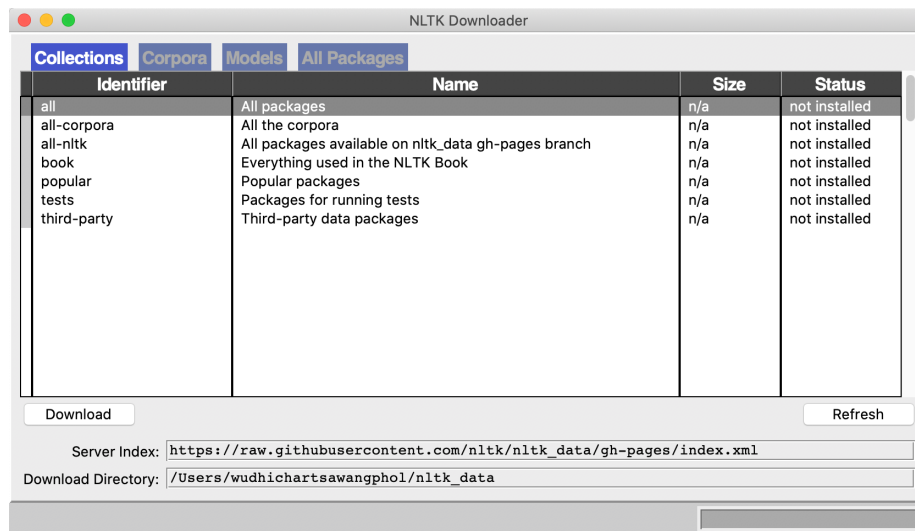 NLTK Downloader
Collections Corpora Models All Packages
Identifier Name Size Status
all All packages n/a not installed
all-corpora All the corpora n/a not installed
all-nltk All packages available on nltk_data gh-pages branch n/a not installed
book Everything used in the NLTK Book n/a not installed
popular Popular packages n/a not installed
tests Packages for running tests n/a not installed
third-party Third-party data packages n/a not installed
Download Refresh
Server Index: https://raw.githubusercontent.com/nltk/nltk_data/gh-pages/index.xml
Download Directory: /Users/wudhichartsawangphol/nltk_data